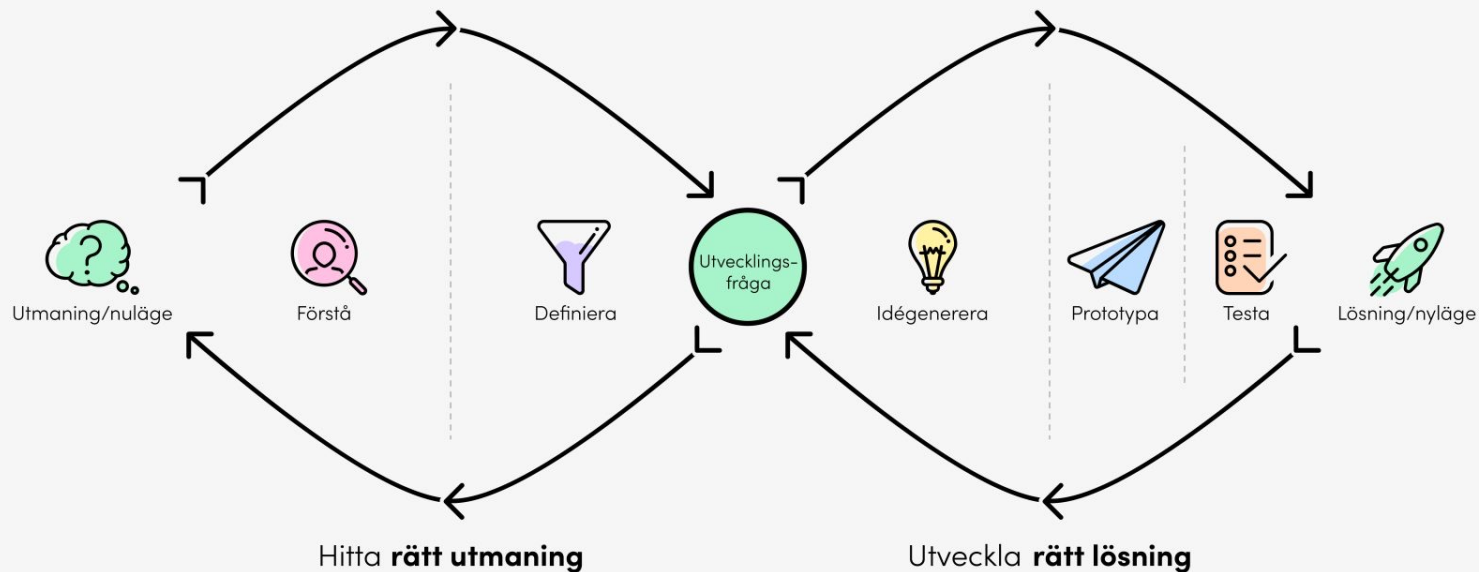 Utvecklings-
fråga
Utmaning/nuläge
Förstå
Definiera
Idégenerera
Prototypa
Testa
Lösning/nyläge
Hitta rätt utmaning
Utveckla rätt lösning